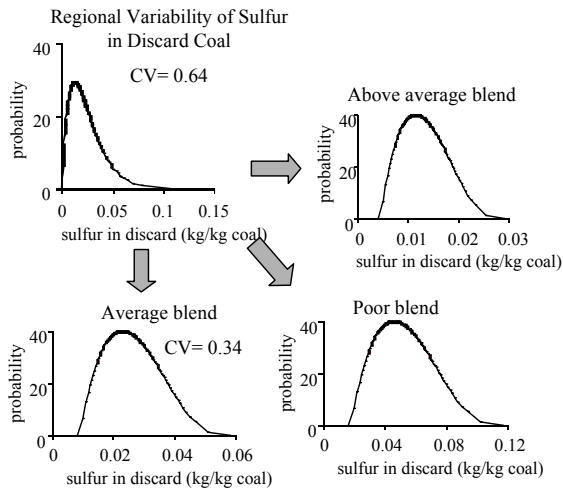 Regional Variability of Sulfur
in Discard Coal
CV= 0.64
40
20
0
probability
0 0.05 0.1 0.15
sulfur in discard (kg/kg coal)
Above average blend
40
20
0
probability
0 0.01 0.02 0.03
sulfur in discard (kg/kg coal)
Average blend
CV= 0.34
40
20
0
probability
0 0.02 0.04 0.06
sulfur in discard (kg/kg coal)
Poor blend
40
20
0
probability
0 0.04 0.08 0.12
sulfur in discard (kg/kg coal)